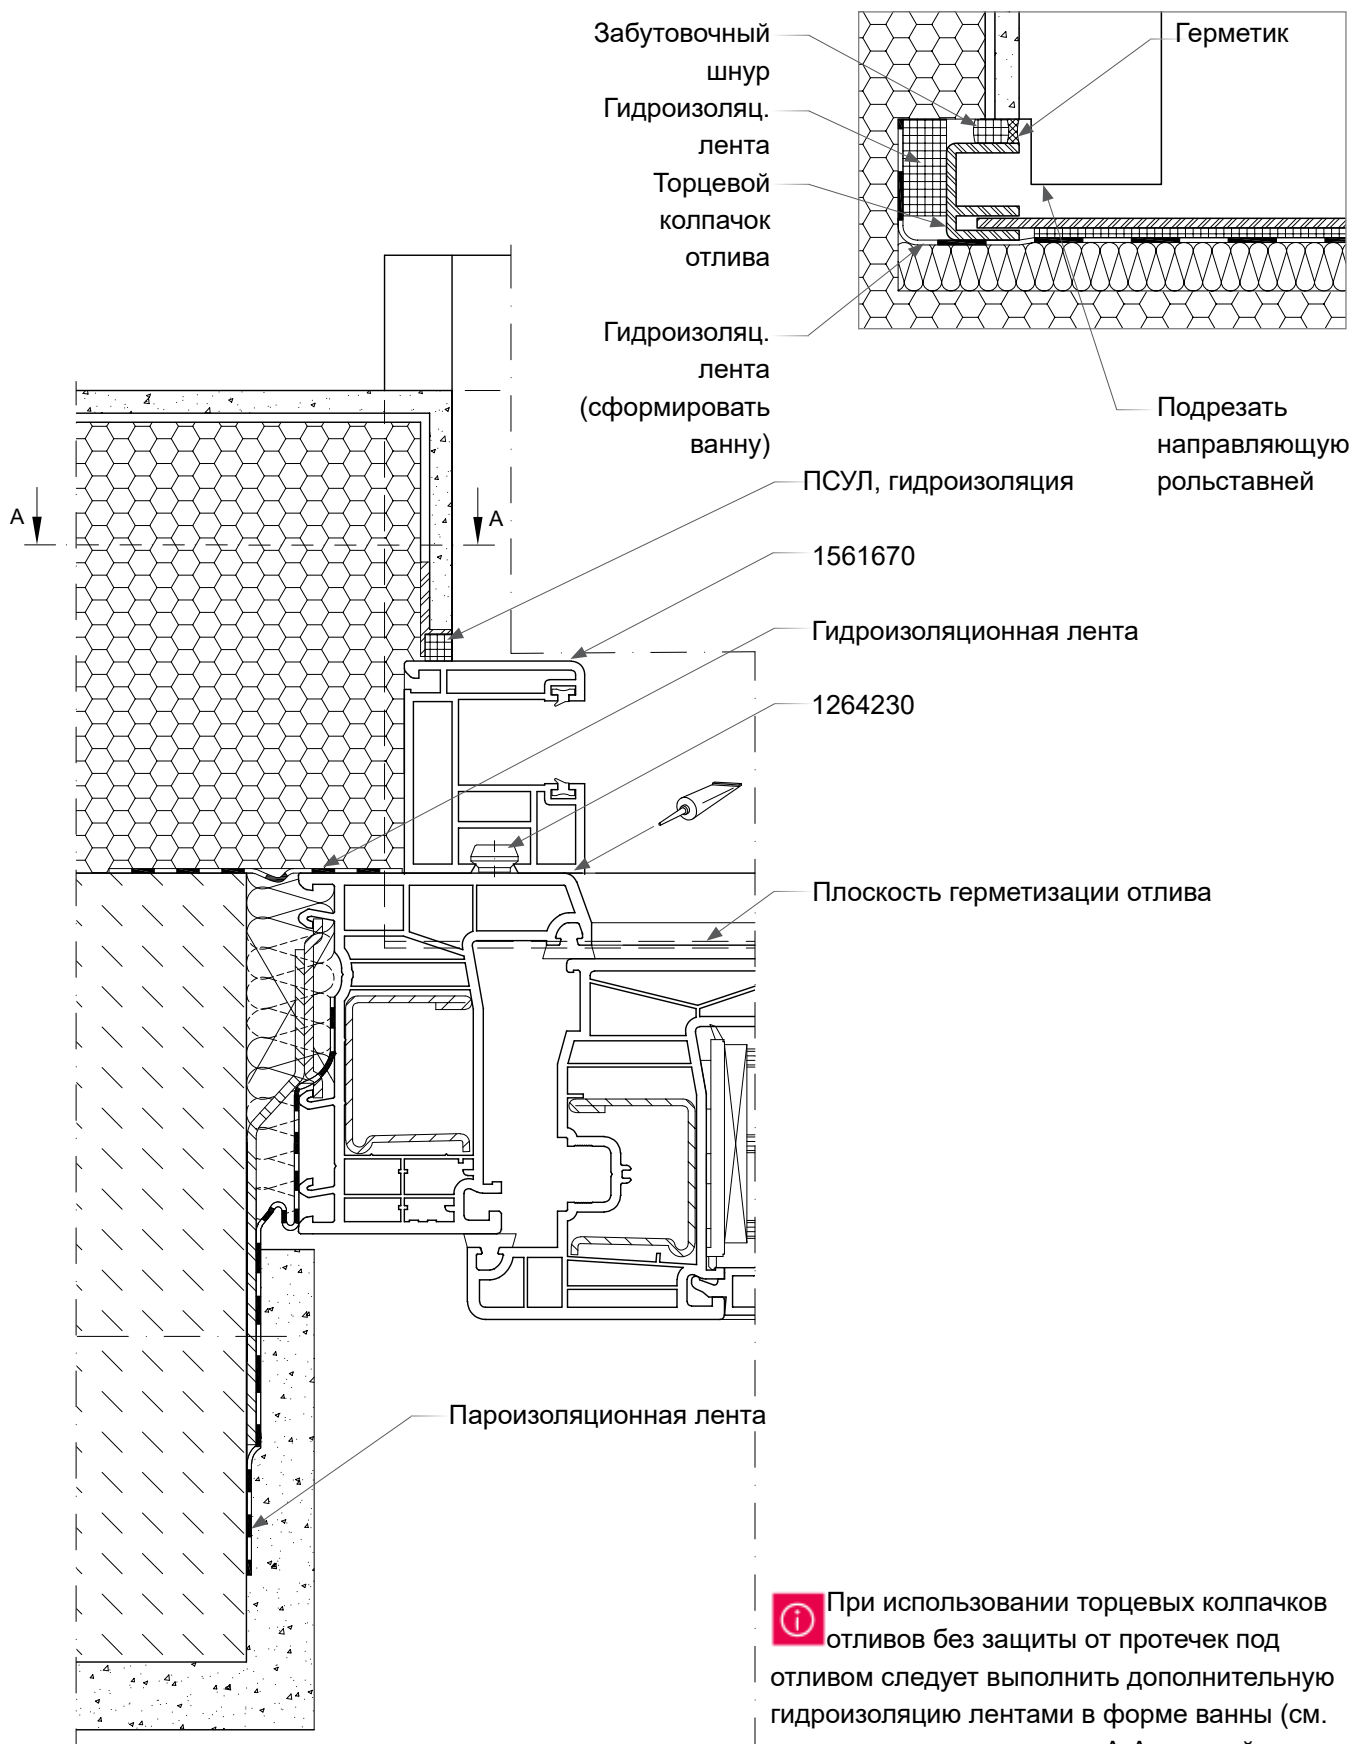 Забутовочный
шнур
Гидроизоляц.
лента
Торцевой
колпачок
отлива
Гидроизоляц.
лента
(сформировать
ванну)
Герметик
Подрезать
направляющую
рольставней
ПСУЛ, гидроизоляция
A
A
1561670
Гидроизоляционная лента
1264230
Плоскость герметизации отлива
Пароизоляционная лента
При использовании торцевых колпачков
отливов без защиты от протечек под
отливом следует выполнить дополнительную
гидроизоляцию лентами в форме ванны (см.